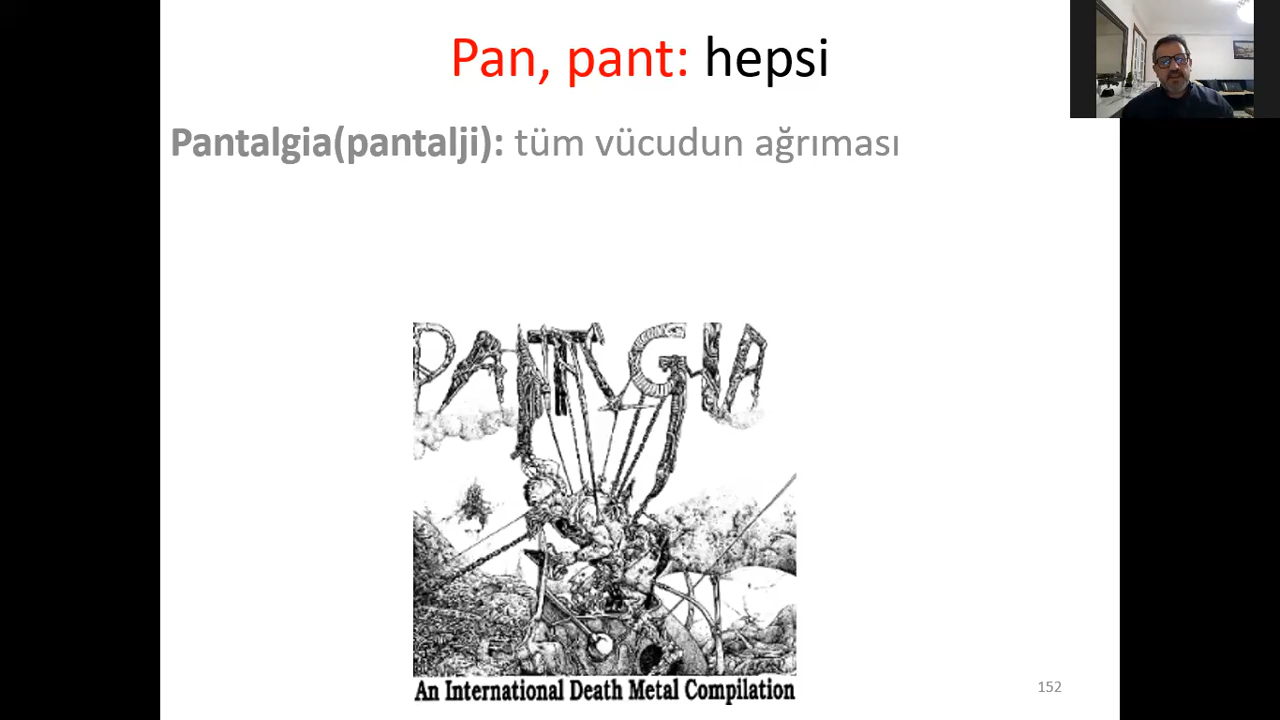 Pan, pant: hepsi
Pantalgia(pantalji): tüm vücudun ağrıması
PANTALGIA
An International Death Metal Compilation
152